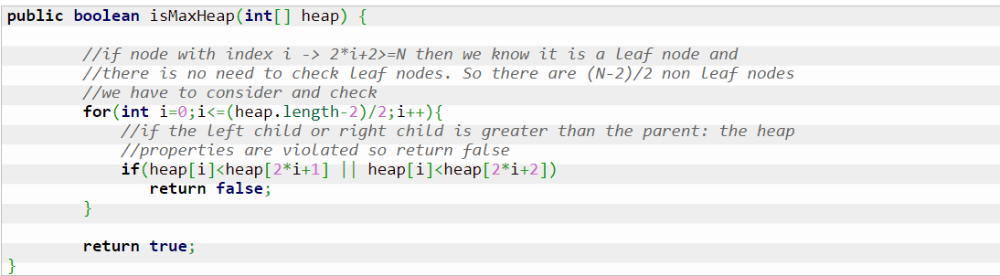 public boolean isMaxHeap(int[] heap) {
//if node with index i -> 2*i+2>=N then we know it is a leaf node and
//there is no need to check leaf nodes. So there are (N-2)/2 non leaf nodes
//we have to consider and check
for(int i=0;i<=(heap.length-2)/2;i++){
//if the left child or right child is greater than the parent: the heap
//properties are violated so return false
if(heap[i]<heap[2*i+1] || heap[i]<heap[2*i+2])
return false;
}
return true;
}